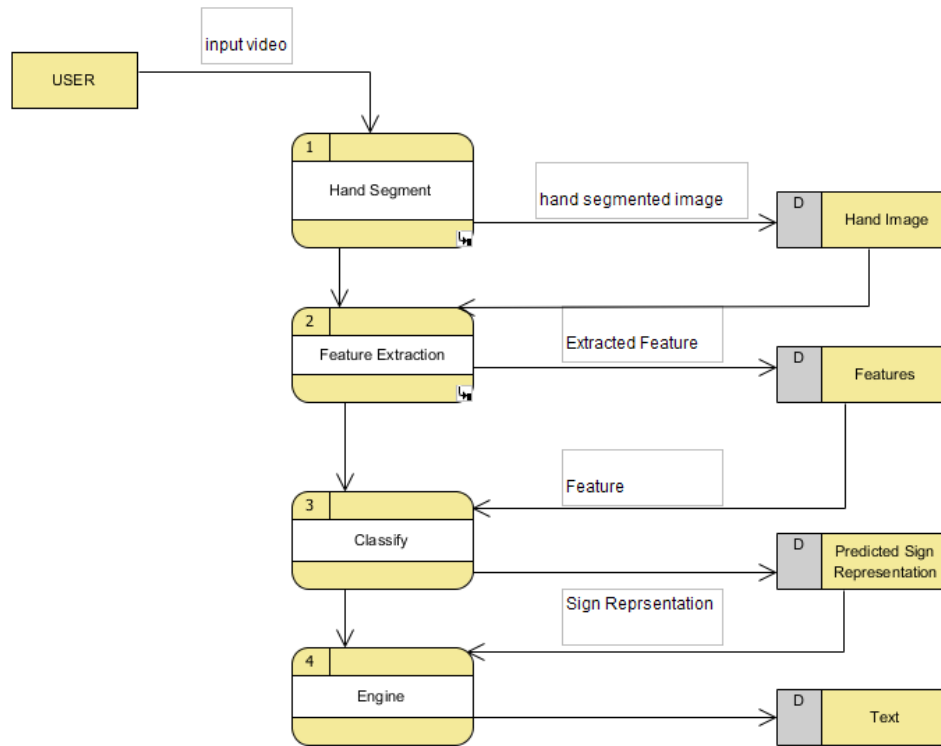 input video
USER
1
Hand Segment
hand segmented image
D
Hand Image
2
Feature Extraction
Extracted Feature
D
Features
3
Classify
Feature
D
Predicted Sign
Representation
Sign Reprsentation
4
Engine
D
Text